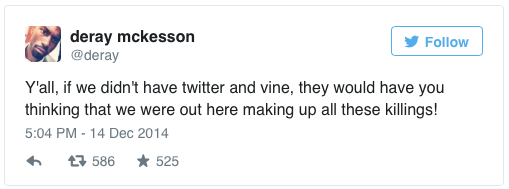 deray mckesson
@deray
Follow
Y'all, if we didn't have twitter and vine, they would have you
thinking that we were out here making up all these killings!
5:04 PM - 14 Dec 2014
586 525